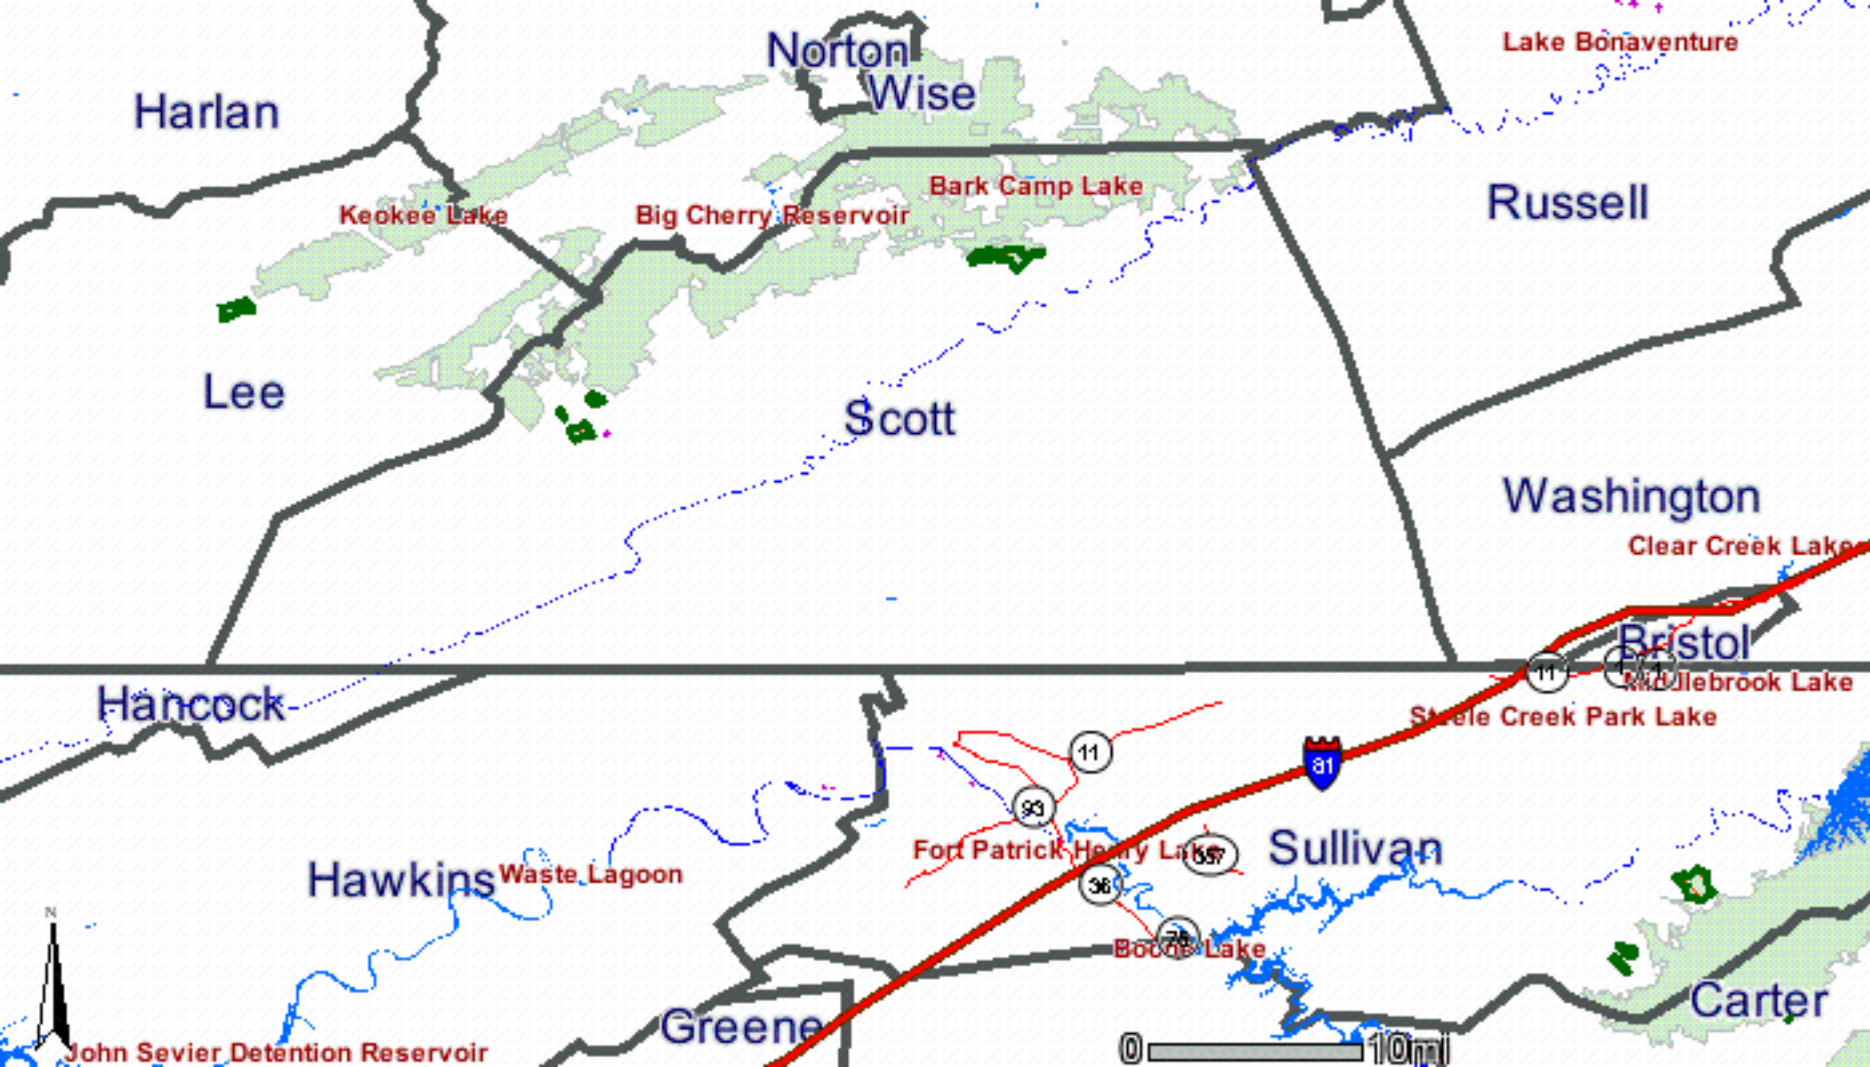 Lake Bonaventure
Norton
Wise
Harlan
Bark Camp Lake
Russell
Keokee Lake
Big Cherry Reservoir
Lee
Scott
Washington
Clear Creek Lake
Bristol
11
1
1
Middlebrook Lake
Hancock
Steele Creek Park Lake
11
81
93
Fort Patrick Henry Lake
357
Sullivan
Hawkins
Waste Lagoon
36
N
75
Boone Lake
Carter
Greene
John Sevier Detention Reservoir
0
10mi